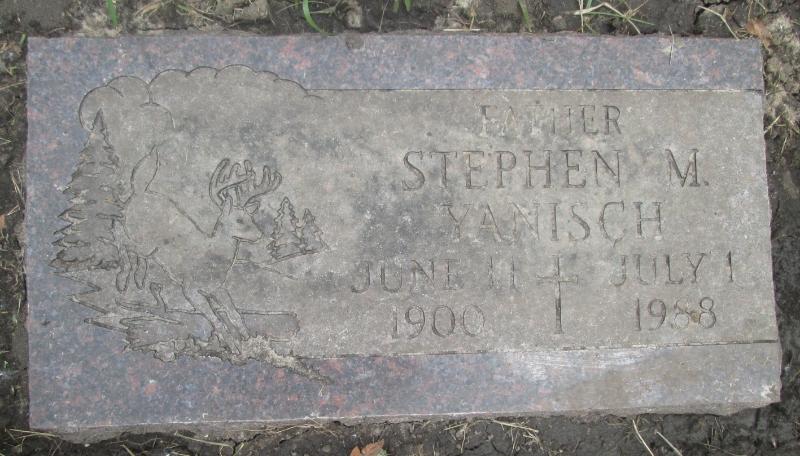 FATHER
STEPHEN M.
YANISCH
JUNE 11 JULY 1
1900 1988